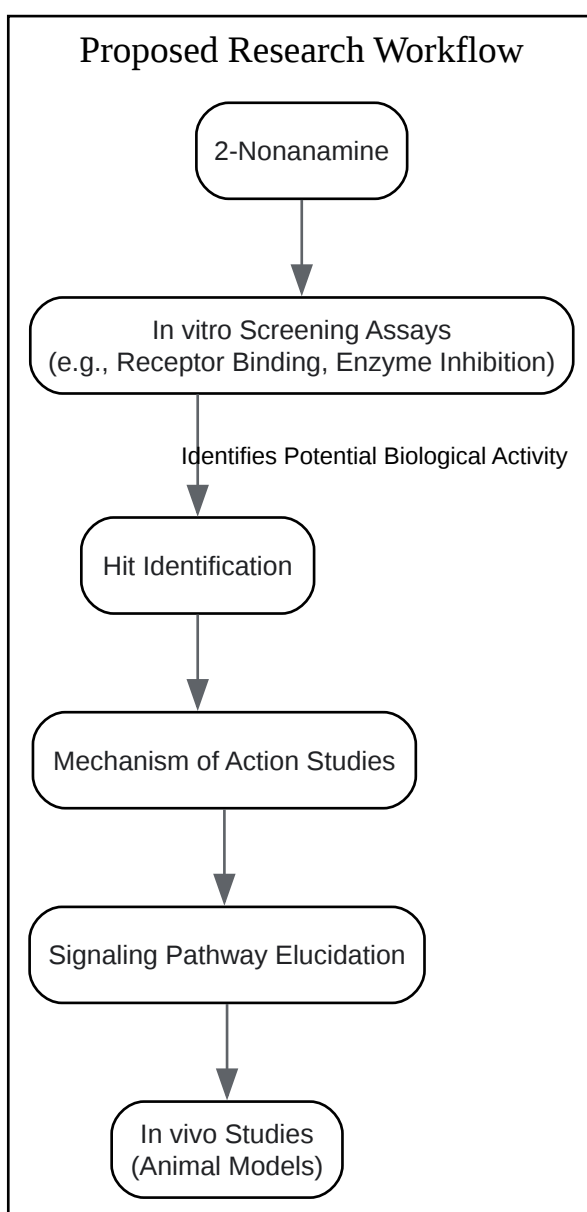 Proposed Research Workflow
2-Nonanamine
In vitro Screening Assays
(e.g., Receptor Binding, Enzyme Inhibition)
Identifies Potential Biological Activity
Hit Identification
Mechanism of Action Studies
Signaling Pathway Elucidation
In vivo Studies
(Animal Models)